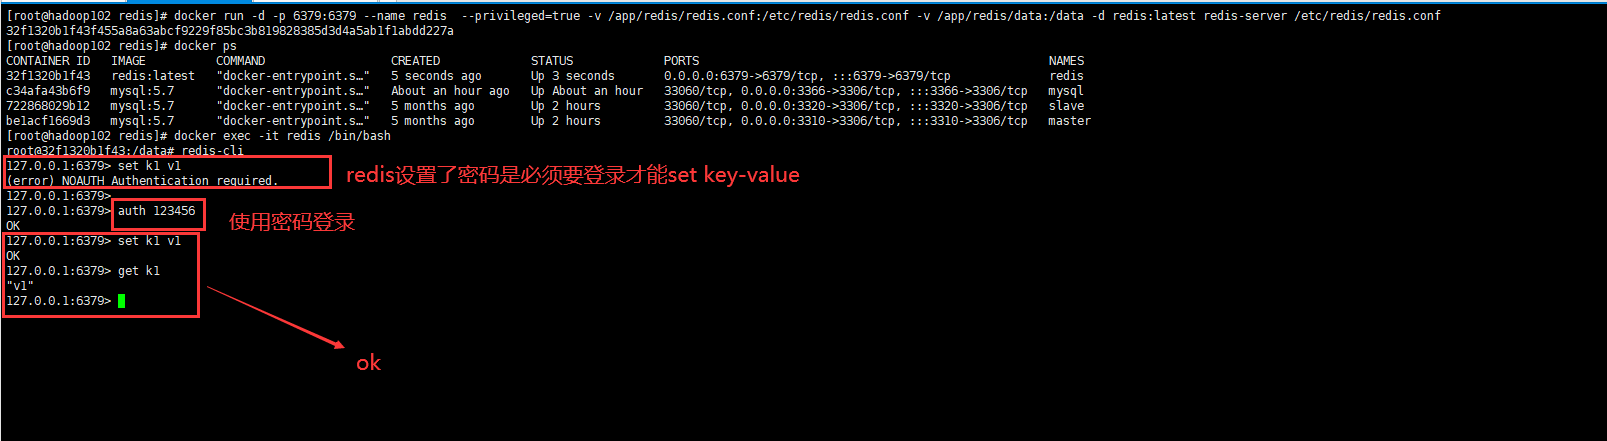 [root@hadoop102 redis]# docker run -d -p 6379:6379 --name redis  --privileged=true -v /app/redis/redis.conf:/etc/redis/redis.conf -v /app/redis/data:/data -d redis:latest redis-server /etc/redis/redis.conf
32f1320b1f43f455a8a63abcf9229f85bc3b819828385d3d4a5ab1f1abdd227a
[root@hadoop102 redis]# docker ps
CONTAINER ID   IMAGE          COMMAND                  CREATED             STATUS            PORTS                                                  NAMES
32f1320b1f43   redis:latest   "docker-entrypoint.s…"   5 seconds ago       Up 3 seconds      0.0.0.0:6379->6379/tcp, :::6379->6379/tcp              redis
c34afa43b6f9   mysql:5.7      "docker-entrypoint.s…"   About an hour ago   Up About an hour   33060/tcp, 0.0.0.0:3366->3306/tcp, :::3366->3306/tcp   mysql
722868029b12   mysql:5.7      "docker-entrypoint.s…"   5 months ago        Up 2 hours        33060/tcp, 0.0.0.0:3320->3306/tcp, :::3320->3306/tcp   slave
be1acf1669d3   mysql:5.7      "docker-entrypoint.s…"   5 months ago        Up 2 hours        33060/tcp, 0.0.0.0:3310->3306/tcp, :::3310->3306/tcp   master
[root@hadoop102 redis]# docker exec -it redis /bin/bash
root@32f1320b1f43:/data# redis-cli
127.0.0.1:6379> set k1 v1
(error) NOAUTH Authentication required.
redis设置了密码是必须要登录才能set key-value
127.0.0.1:6379>
127.0.0.1:6379> auth 123456
OK
使用密码登录
127.0.0.1:6379> set k1 v1
OK
127.0.0.1:6379> get k1
"v1"
127.0.0.1:6379>
ok